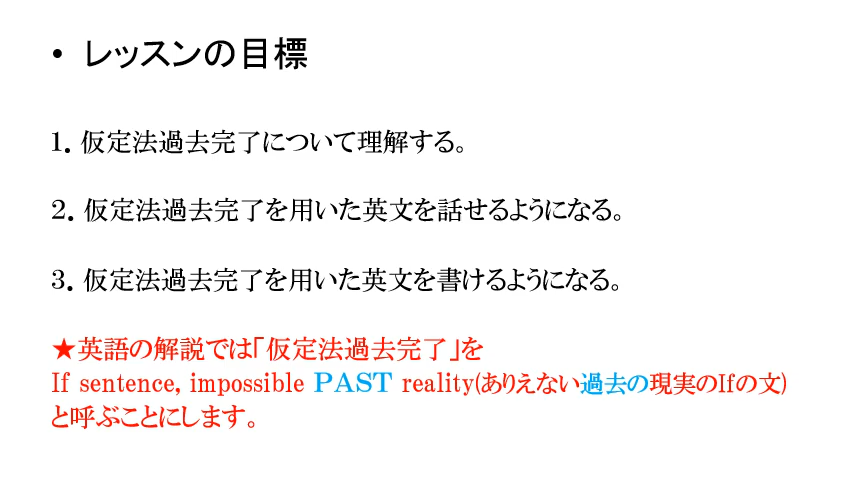 • レッスンの目標
1. 仮定法過去完了について理解する。
2. 仮定法過去完了を用いた英文を話せるようになる。
3. 仮定法過去完了を用いた英文を書けるようになる。
★英語の解説では「仮定法過去完了」を
If sentence, impossible PAST reality(ありえない過去の現実のIfの文)
と呼ぶことにします。